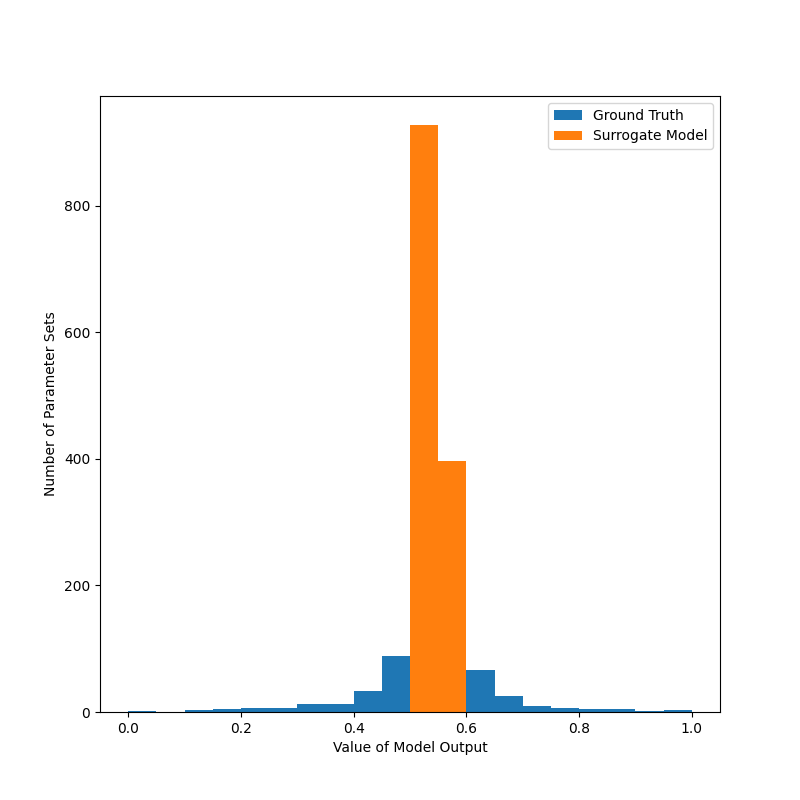 Ground Truth
Surrogate Model
Number of Parameter Sets
800
600
400
200
0
0.0 0.2 0.4 0.6 0.8 1.0
Value of Model Output